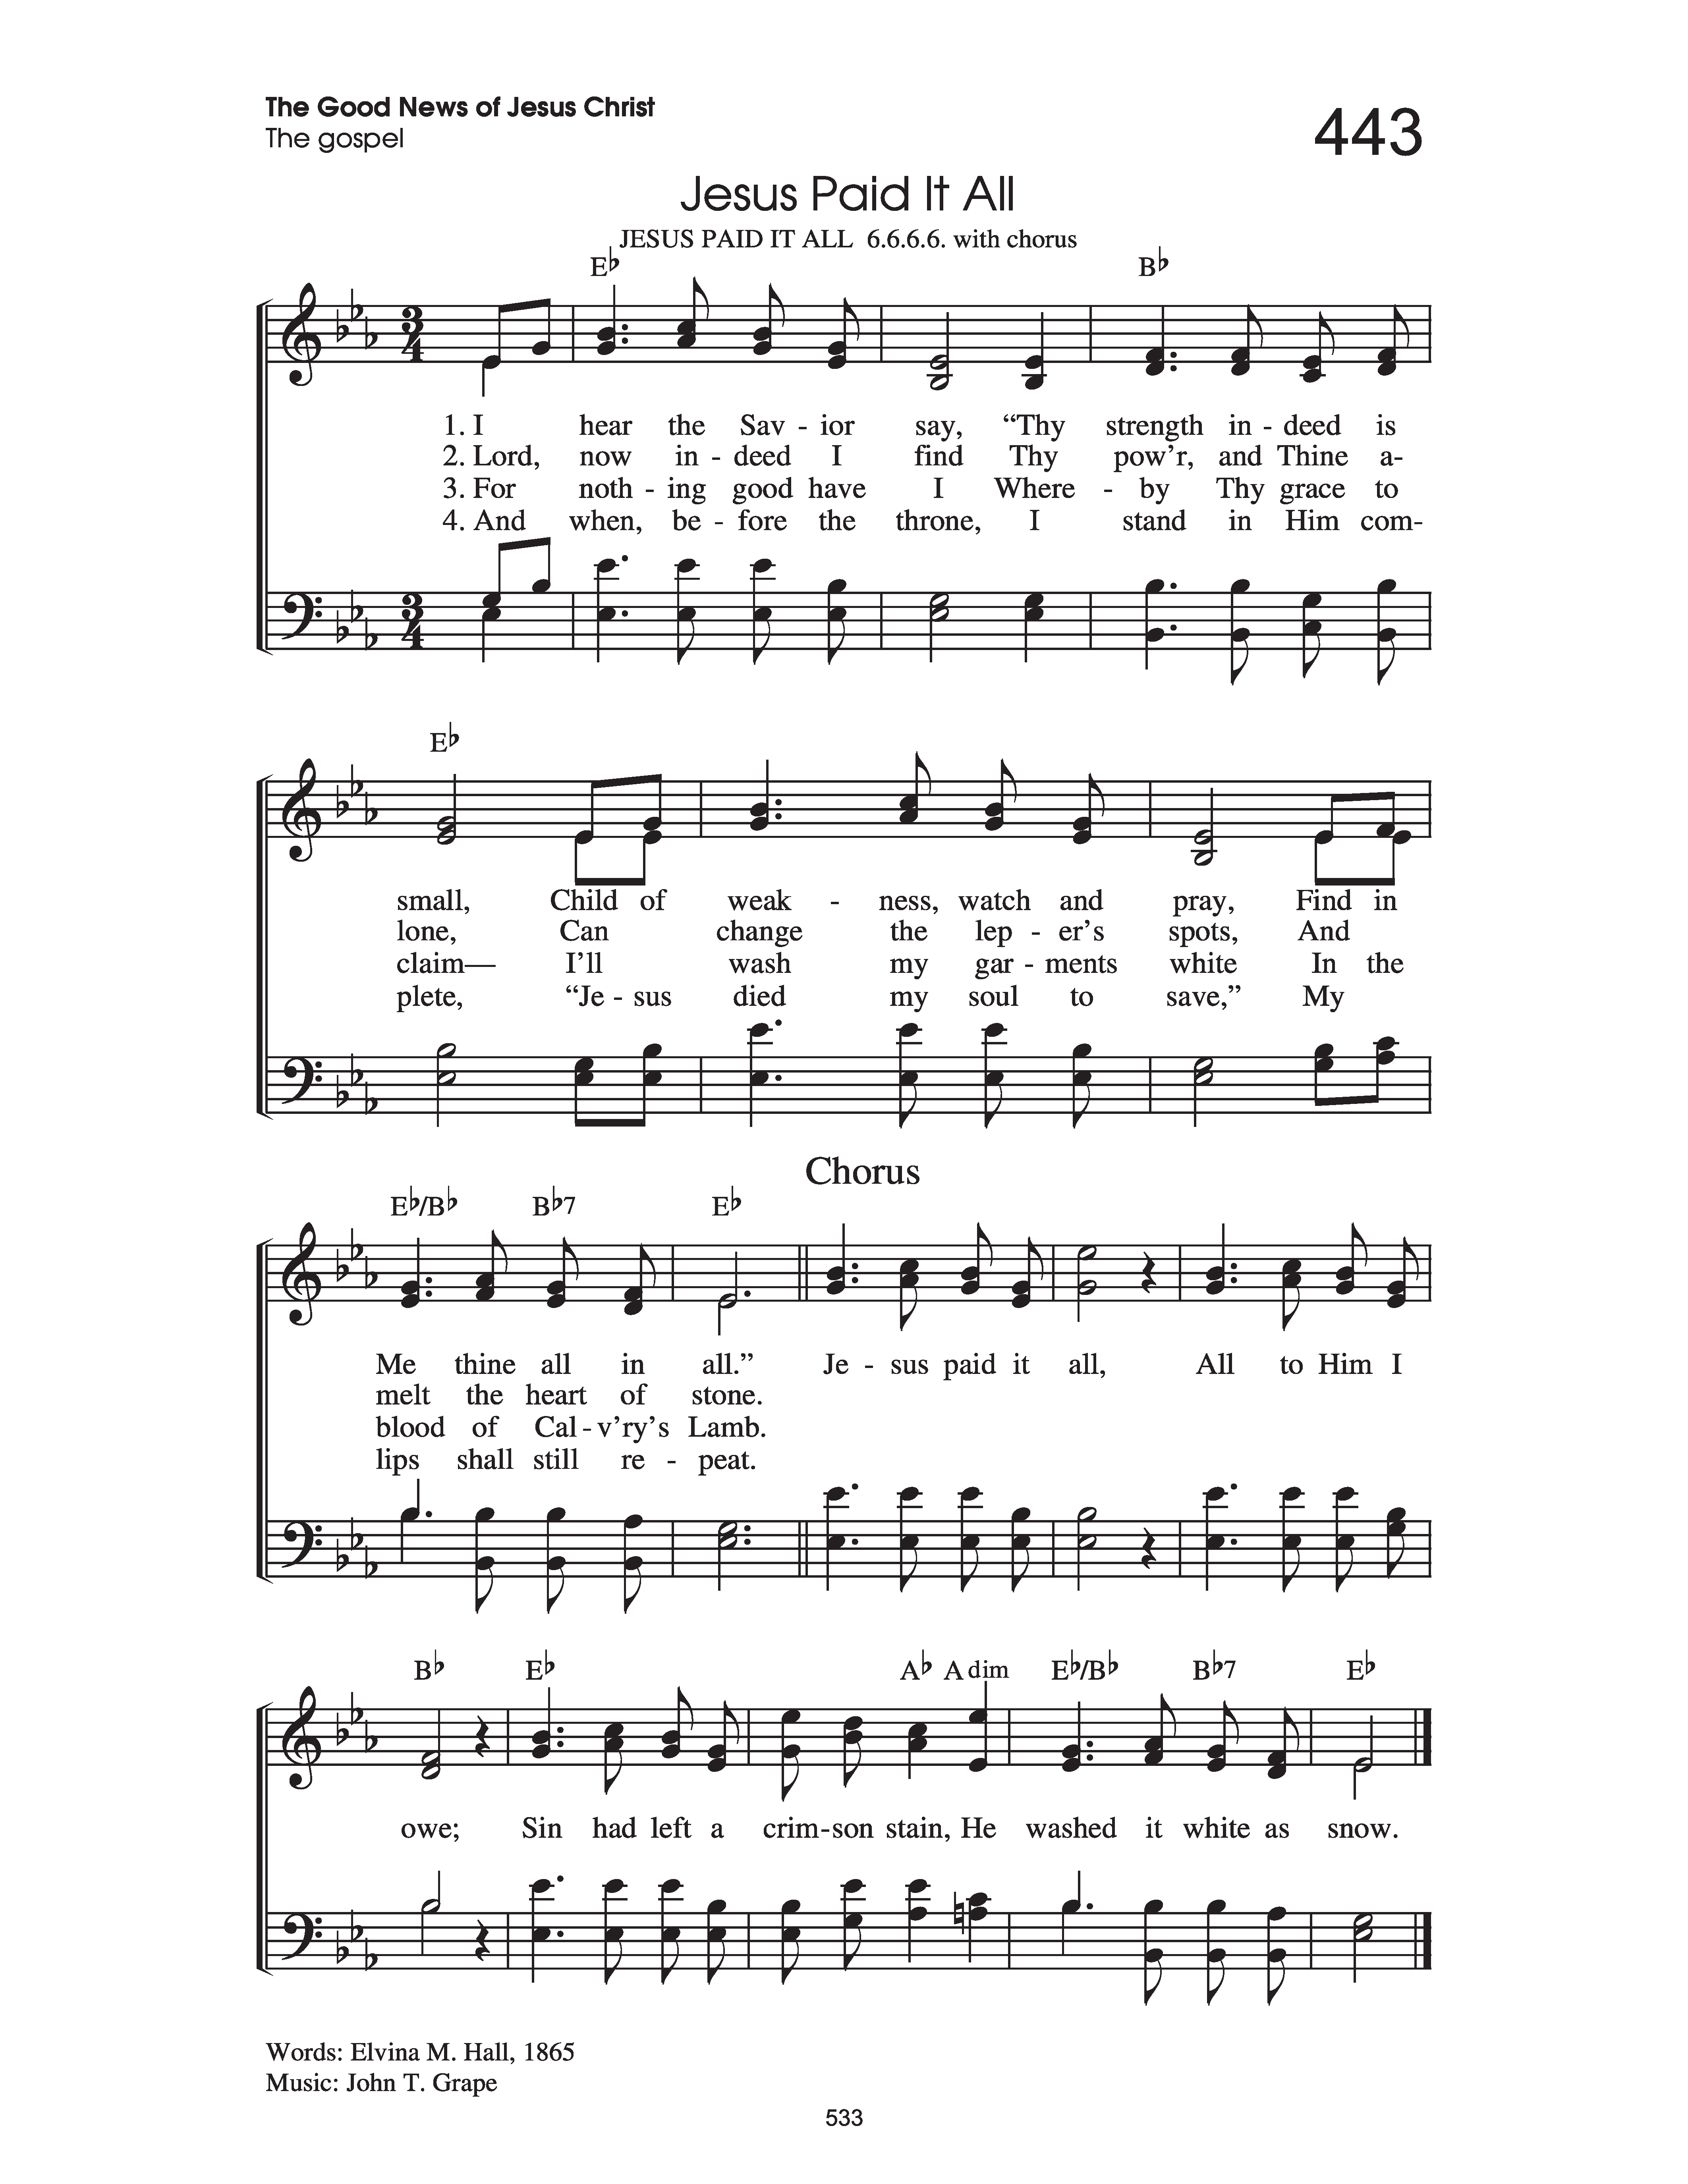 The Good News of Jesus Christ
The gospel
443
Jesus Paid It All
JESUS PAID IT ALL 6.6.6.6. with chorus
E♭ B♭
3 4
1. I hear the Sav - ior say, “Thy strength in - deed is
2. Lord, now in - deed I find Thy pow’r, and Thine a-
3. For noth - ing good have I Where - by Thy grace to
4. And when, be - fore the throne, I stand in Him com-
3 4
E♭
small, Child of weak - ness, watch and pray, Find in
lone, Can change the lep - er’s spots, And
claim— I’ll wash my gar - ments white In the
plete, “Je - sus died my soul to save,” My
Chorus
E♭/B♭ B♭7 E♭
Me thine all in all.” Je - sus paid it all, All to Him I
melt the heart of stone.
blood of Cal - v’ry’s Lamb.
lips shall still re - peat.
B♭ E♭ A♭ A dim E♭/B♭ B♭7 E♭
owe; Sin had left a crim-son stain, He washed it white as snow.
Words: Elvina M. Hall, 1865
Music: John T. Grape
533